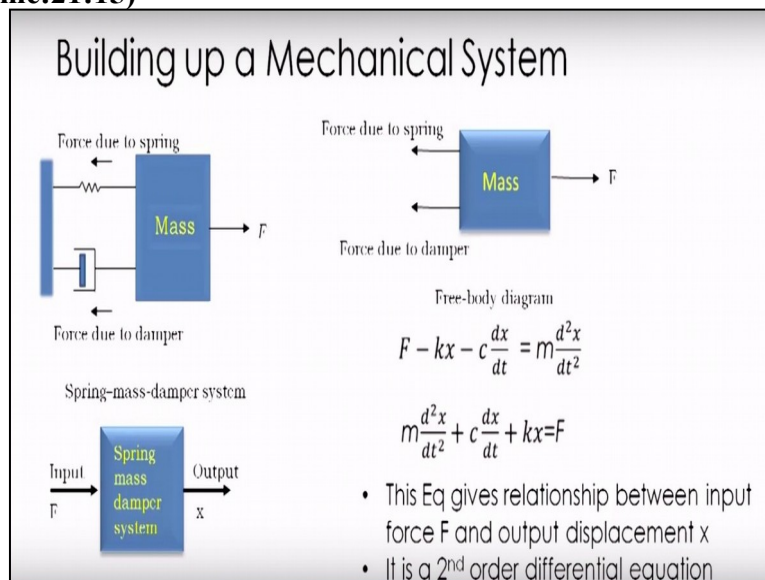 Building up a Mechanical System
Force due to spring
Mass
F
Force due to damper
Spring-mass-damper system
Input
F
Spring
mass
damper
system
Output
x
Force due to spring
Mass
F
Force due to damper
Free-body diagram
F – kx – c dx/dt = m d²x/dt²
m d²x/dt² + c dx/dt + kx=F
• This Eq gives relationship between input
force F and output displacement x
• It is a 2nd order differential equation